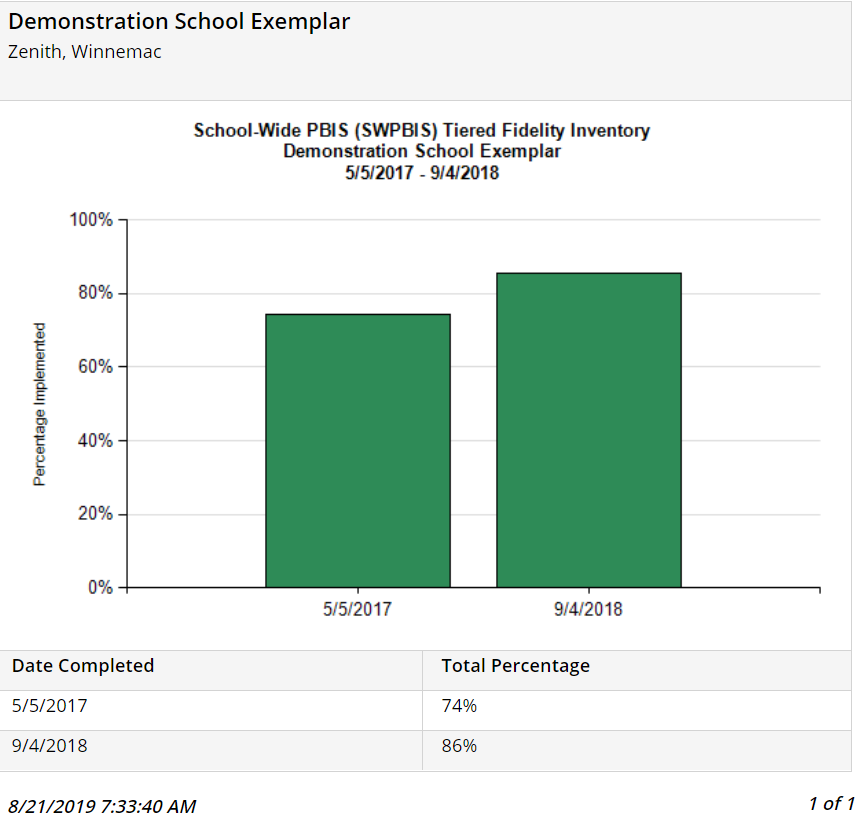 Demonstration School Exemplar
Zenith, Winnemac
School-Wide PBIS (SWPBIS) Tiered Fidelity Inventory
Demonstration School Exemplar
5/5/2017 - 9/4/2018
100%
80%
60%
40%
20%
0%
Percentage Implemented
5/5/2017 9/4/2018
Date Completed Total Percentage
5/5/2017 74%
9/4/2018 86%
8/21/2019 7:33:40 AM 1 of 1